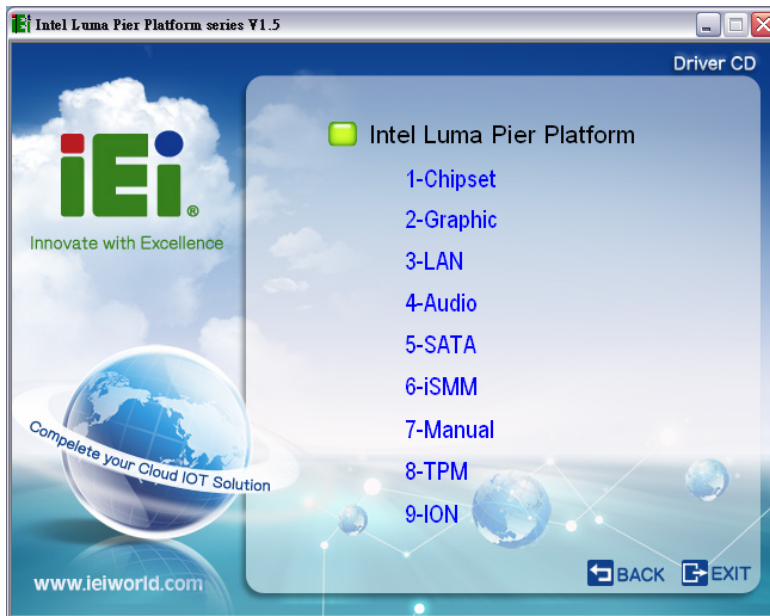 Intel Luma Pier Platform series V1.5
Driver CD
iEi®
Innovate with Excellence
Intel Luma Pier Platform
1-Chipset
2-Graphic
3-LAN
4-Audio
5-SATA
6-iSMM
7-Manual
8-TPM
9-ION
Compelete your Cloud IOT Solution
www.ieiworld.com
BACK
EXIT